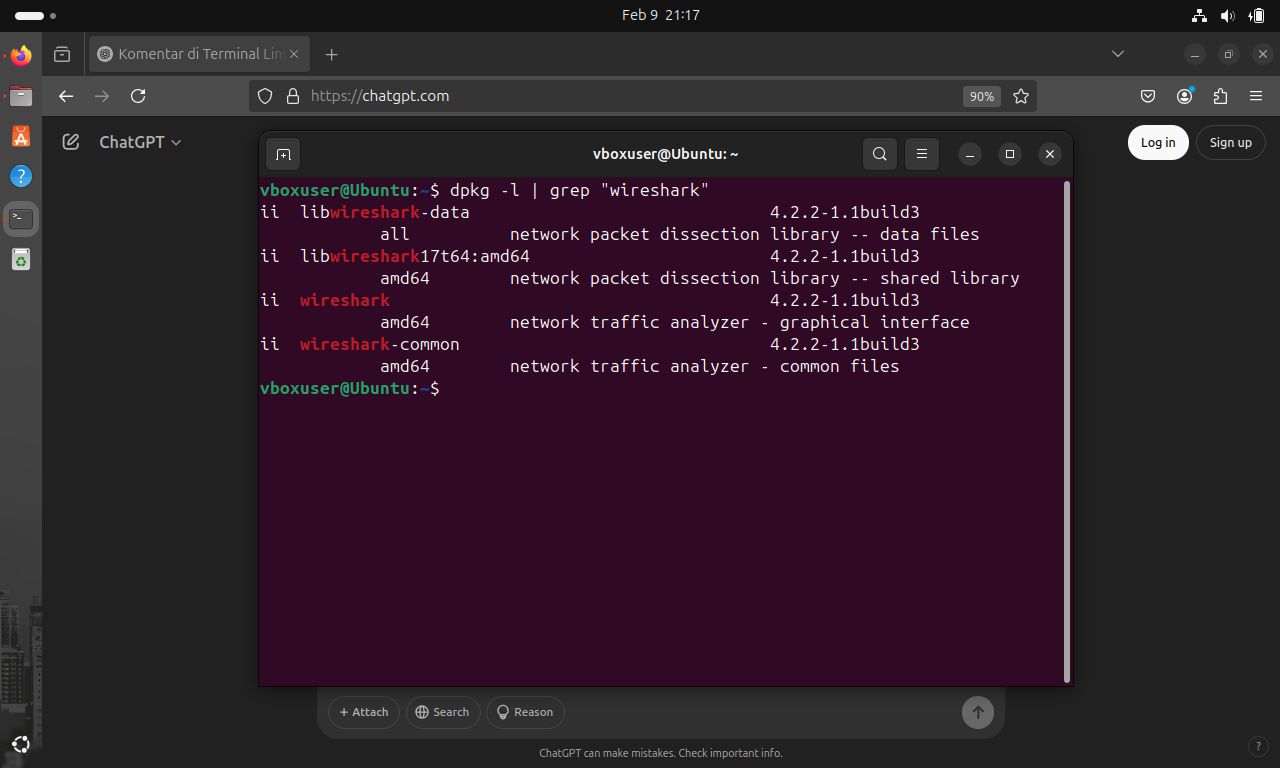 Feb 9 21:17
Komentar di Terminal Lin
https://chatgpt.com
90%
ChatGPT
Log in
Sign up
vboxuser@Ubuntu: ~
vboxuser@Ubuntu:~$ dpkg -l | grep "wireshark"
ii  libwireshark-data                              4.2.2-1.1build3
            all          network packet dissection library -- data files
ii  libwireshark17t64:amd64                        4.2.2-1.1build3
            amd64        network packet dissection library -- shared library
ii  wireshark                                      4.2.2-1.1build3
            amd64        network traffic analyzer - graphical interface
ii  wireshark-common                               4.2.2-1.1build3
            amd64        network traffic analyzer - common files
vboxuser@Ubuntu:~$
+ Attach
Search
Reason
ChatGPT can make mistakes. Check important info.
?